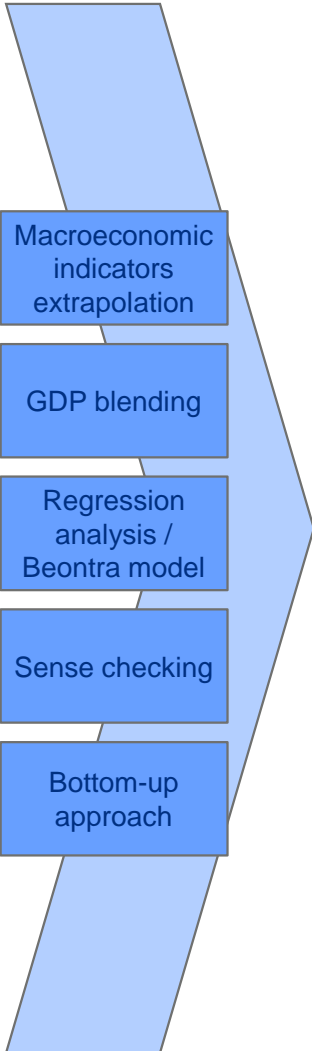 Macroeconomic
indicators
extrapolation
GDP blending
Regression
analysis /
Beontra model
Sense checking
Bottom-up
approach